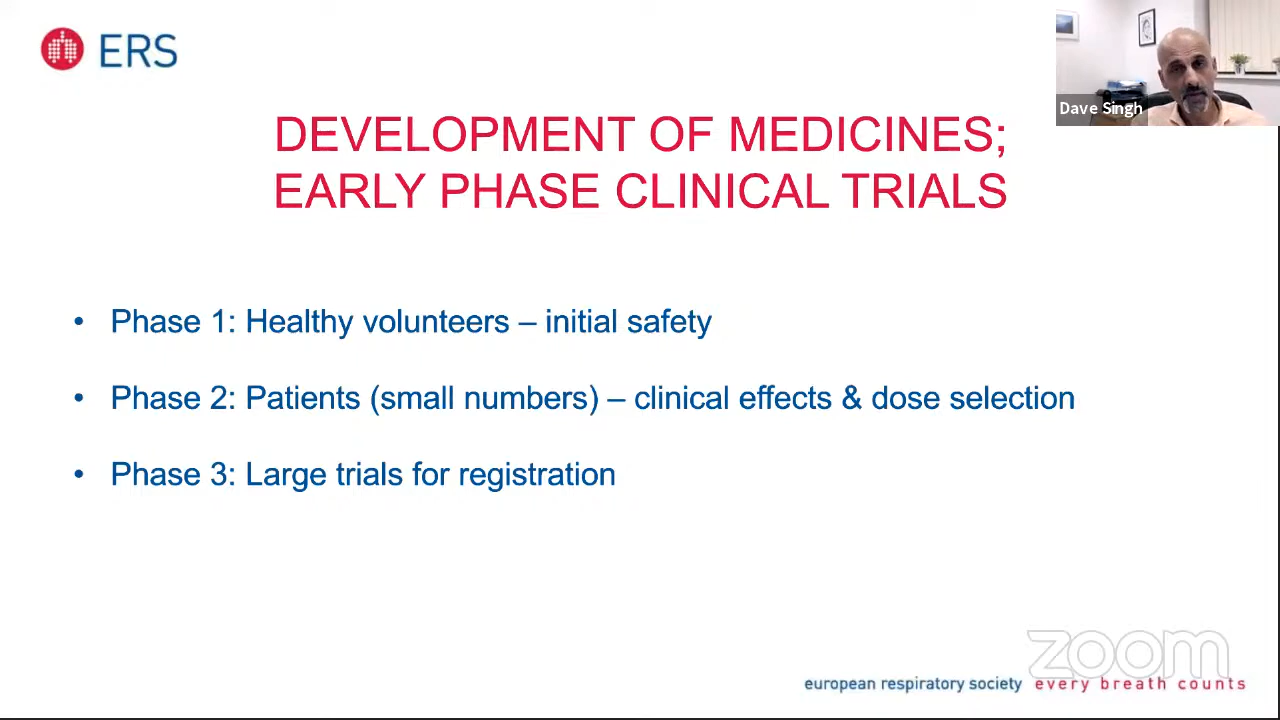 ERS
Dave Singh
DEVELOPMENT OF MEDICINES;
EARLY PHASE CLINICAL TRIALS
• Phase 1: Healthy volunteers – initial safety
• Phase 2: Patients (small numbers) – clinical effects & dose selection
• Phase 3: Large trials for registration
zoom
european respiratory society every breath counts